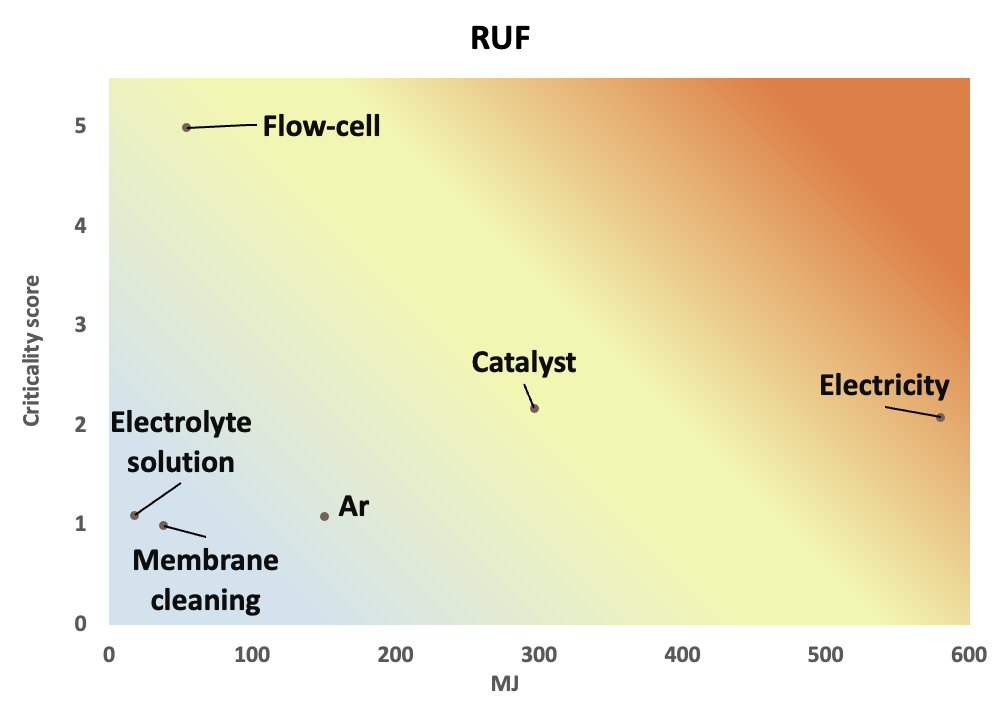 RUF
5
Flow-cell
4
3
Criticality score
Catalyst
Electricity
2
Electrolyte
solution
Ar
1
Membrane
cleaning
0
0 100 200 300 400 500 600
MJ